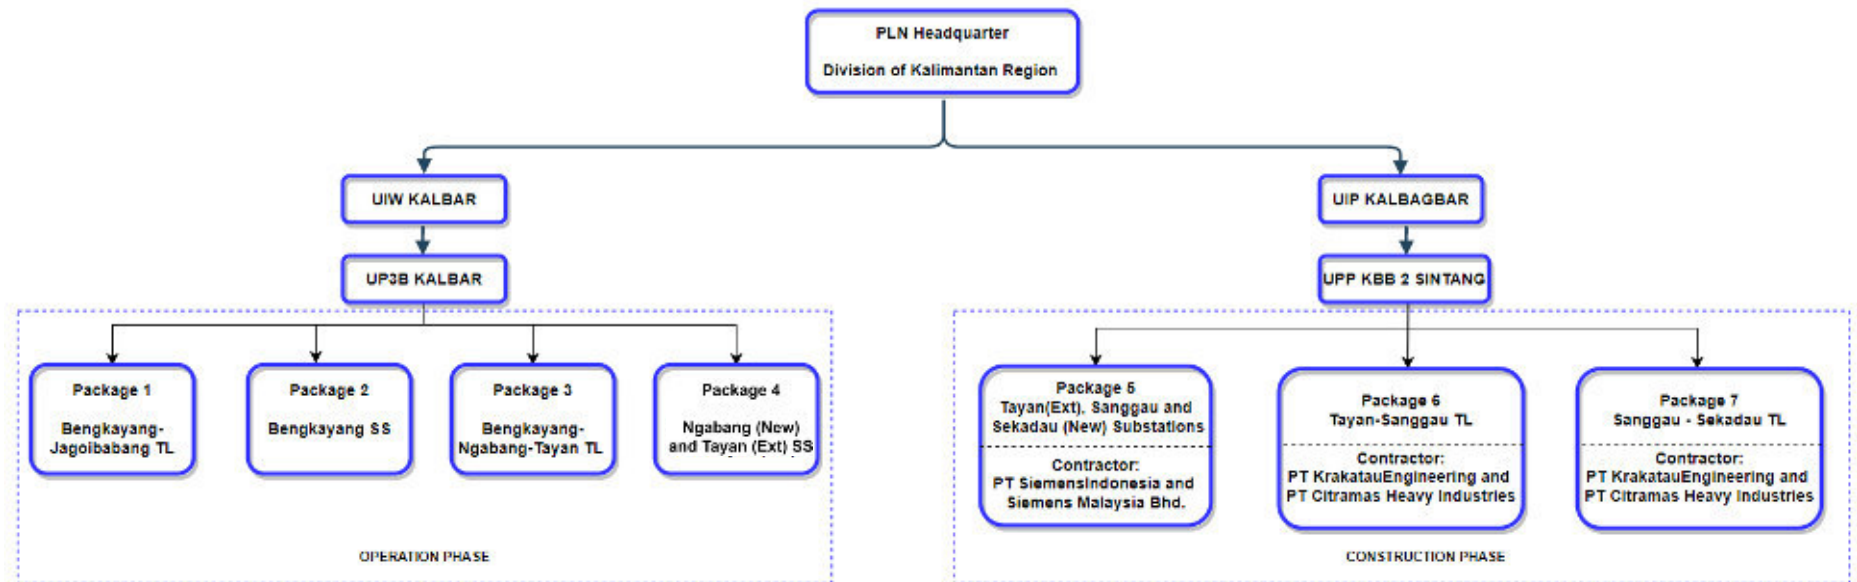 PLN Headquarter
Division of Kalimantan Region
UIW KALBAR
UIP KALBAGBAR
UP3B KALBAR
UPP KBB 2 SINTANG
Package 1
Bengkayang-
Jagoibabang TL
Package 2
Bengkayang SS
Package 3
Bengkayang-
Ngabang-Tayan TL
Package 4
Ngabang (New)
and Tayan (Ext) SS
Package 5
Tayan(Ext), Sanggau and
Sekadau (New) Substations
Contractor:
PT SiemensIndonesia and
Siemens Malaysia Bhd.
Package 6
Tayan-Sanggau TL
Contractor:
PT KrakatauEngineering and
PT Citramas Heavy Industries
Package 7
Sanggau - Sekadau TL
Contractor:
PT KrakatauEngineering and
PT Citramas Heavy Industries
OPERATION PHASE
CONSTRUCTION PHASE